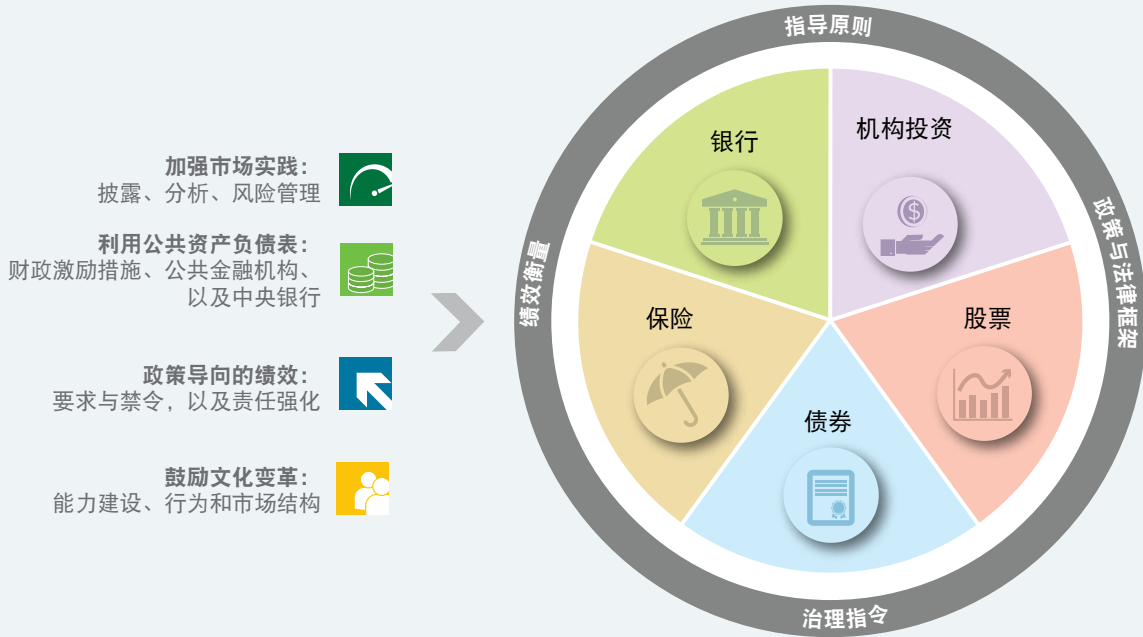 加强市场实践：
披露、分析、风险管理
利用公共资产负债表：
财政激励措施、公共金融机构、
以及中央银行
政策导向的绩效：
要求与禁令，以及责任强化
鼓励文化变革：
能力建设、行为和市场结构
指导原则
政策与法律框架
治理指令
绩效衡量
银行
机构投资
$
保险
股票
债券